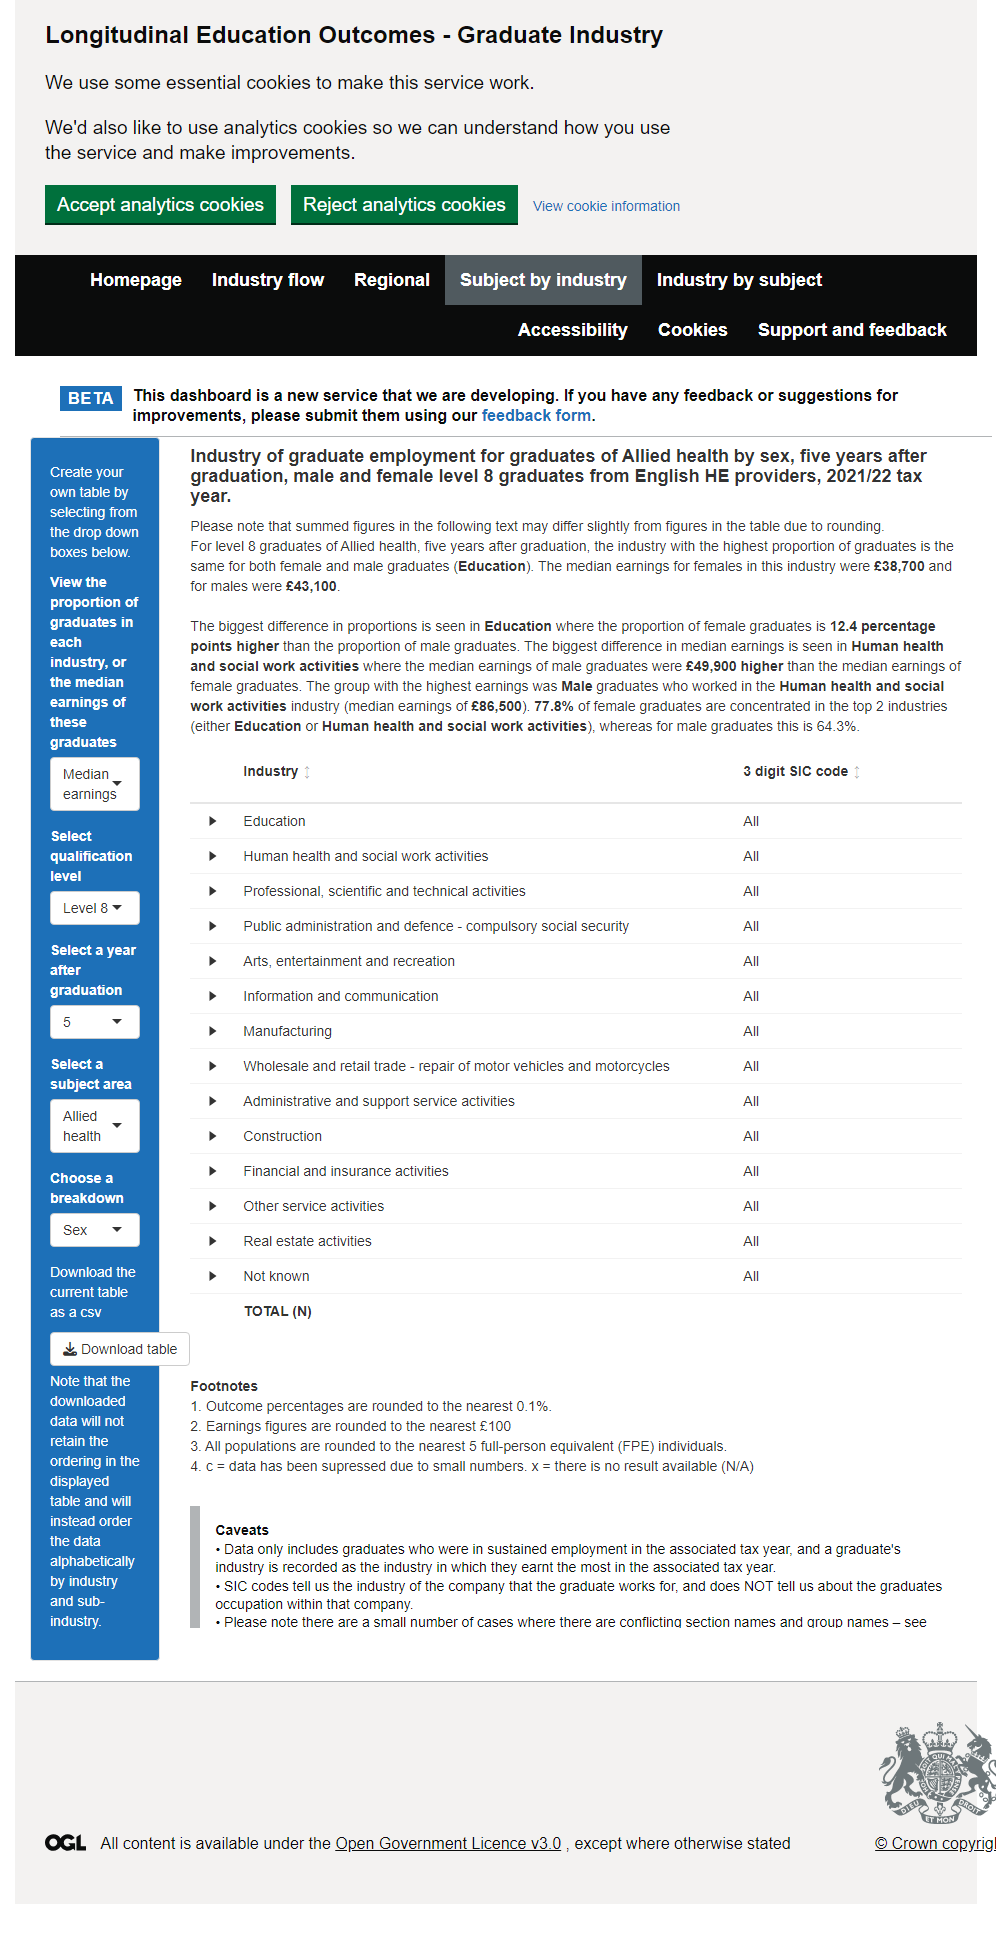 Longitudinal Education Outcomes - Graduate Industry
We use some essential cookies to make this service work.
We'd also like to use analytics cookies so we can understand how you use
the service and make improvements.
Accept analytics cookies
Reject analytics cookies
View cookie information
Homepage
Industry flow
Regional
Subject by industry
Industry by subject
Accessibility
Cookies
Support and feedback
BETA
This dashboard is a new service that we are developing. If you have any feedback or suggestions for
improvements, please submit them using our feedback form.
Create your
own table by
selecting from
the drop down
boxes below.
View the
proportion of
graduates in
each
industry, or
the median
earnings of
these
graduates
Median
earnings
Select
qualification
level
Level 8
Select a year
after
graduation
5
Select a
subject area
Allied
health
Choose a
breakdown
Sex
Download the
current table
as a csv
Download table
Note that the
downloaded
data will not
retain the
ordering in the
displayed
table and will
instead order
the data
alphabetically
by industry
and sub-
industry.
Industry of graduate employment for graduates of Allied health by sex, five years after
graduation, male and female level 8 graduates from English HE providers, 2021/22 tax
year.
Please note that summed figures in the following text may differ slightly from figures in the table due to rounding.
For level 8 graduates of Allied health, five years after graduation, the industry with the highest proportion of graduates is the
same for both female and male graduates (Education). The median earnings for females in this industry were £38,700 and
for males were £43,100.
The biggest difference in proportions is seen in Education where the proportion of female graduates is 12.4 percentage
points higher than the proportion of male graduates. The biggest difference in median earnings is seen in Human health
and social work activities where the median earnings of male graduates were £49,900 higher than the median earnings of
female graduates. The group with the highest earnings was Male graduates who worked in the Human health and social
work activities industry (median earnings of £86,500). 77.8% of female graduates are concentrated in the top 2 industries
(either Education or Human health and social work activities), whereas for male graduates this is 64.3%.
Industry 3 digit SIC code
Education All
Human health and social work activities All
Professional, scientific and technical activities All
Public administration and defence - compulsory social security All
Arts, entertainment and recreation All
Information and communication All
Manufacturing All
Wholesale and retail trade - repair of motor vehicles and motorcycles All
Administrative and support service activities All
Construction All
Financial and insurance activities All
Other service activities All
Real estate activities All
Not known All
TOTAL (N)
Footnotes
1. Outcome percentages are rounded to the nearest 0.1%.
2. Earnings figures are rounded to the nearest £100
3. All populations are rounded to the nearest 5 full-person equivalent (FPE) individuals.
4. c = data has been supressed due to small numbers. x = there is no result available (N/A)
Caveats
• Data only includes graduates who were in sustained employment in the associated tax year, and a graduate's
industry is recorded as the industry in which they earnt the most in the associated tax year.
• SIC codes tell us the industry of the company that the graduate works for, and does NOT tell us about the graduates
occupation within that company.
• Please note there are a small number of cases where there are conflicting section names and group names – see
OGL
All content is available under the Open Government Licence v3.0 , except where otherwise stated
© Crown copyrig